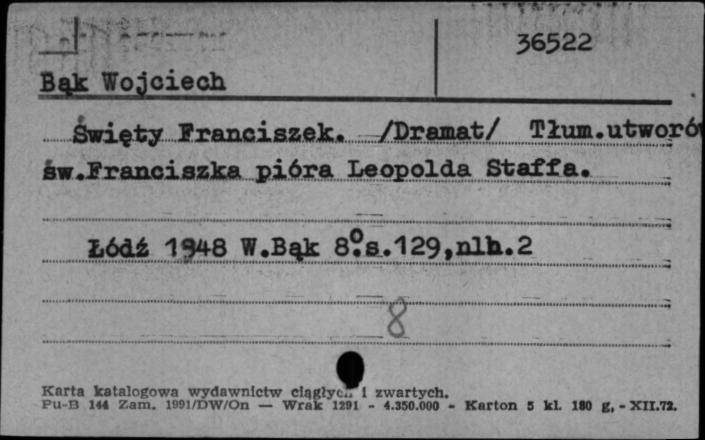 36522
Bąk Wojciech
Święty Franciszek. /Dramat/ Tłum.utworów
św.Franciszka pióra Leopolda Staffa.
Łódź 1948 W.Bąk 8°.s.129,nlb.2
8
Karta katalogowa wydawnictw ciągłych i zwartych.
Pu-B 144 Zam. 1991/DW/On — Wrak 1291 - 4.350.000 - Karton 5 kl. 180 g, - XII.72.